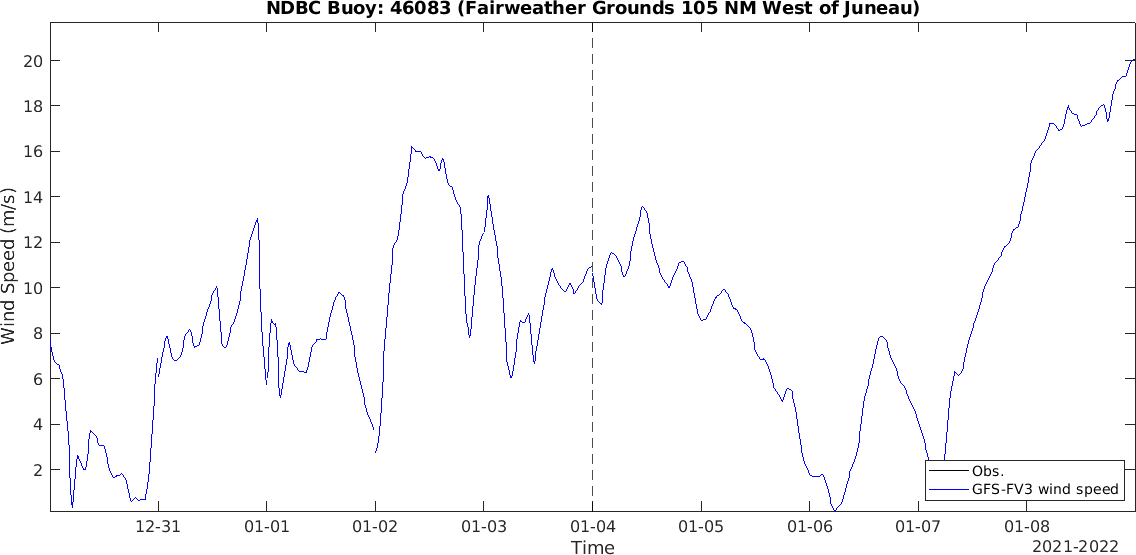 NDBC Buoy: 46083 (Fairweather Grounds 105 NM West of Juneau)
Wind Speed (m/s)
20
18
16
14
12
10
8
6
4
2
Obs.
GFS-FV3 wind speed
12-31 01-01 01-02 01-03 01-04 01-05 01-06 01-07 01-08
Time
2021-2022